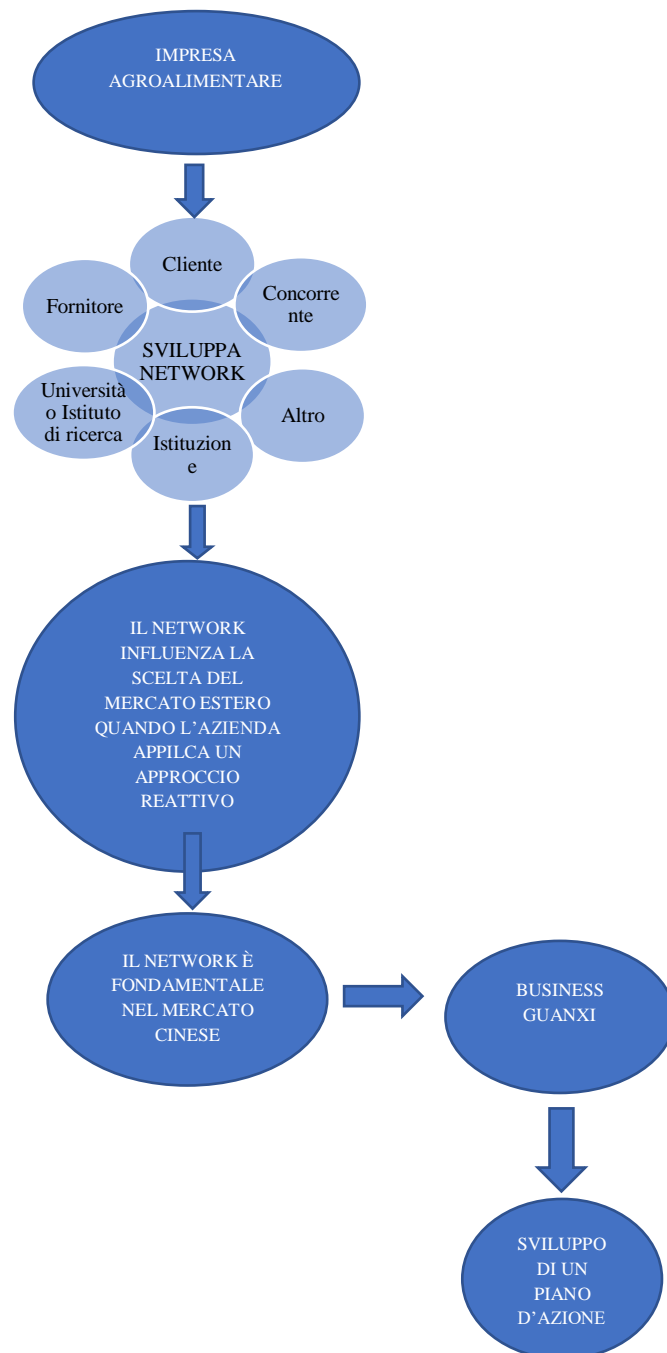 IMPRESA
AGROALIMENTARE
Cliente
Fornitore
Concorre
nte
SVILUPPA
NETWORK
Università
o Istituto
di ricerca
Altro
Istituzion
e
IL NETWORK
INFLUENZA LA
SCELTA DEL
MERCATO ESTERO
QUANDO L’AZIENDA
APPILCA UN
APPROCCIO
REATTIVO
IL NETWORK È
FONDAMENTALE
NEL MERCATO
CINESE
BUSINESS
GUANXI
SVILUPPO
DI UN
PIANO
D’AZIONE